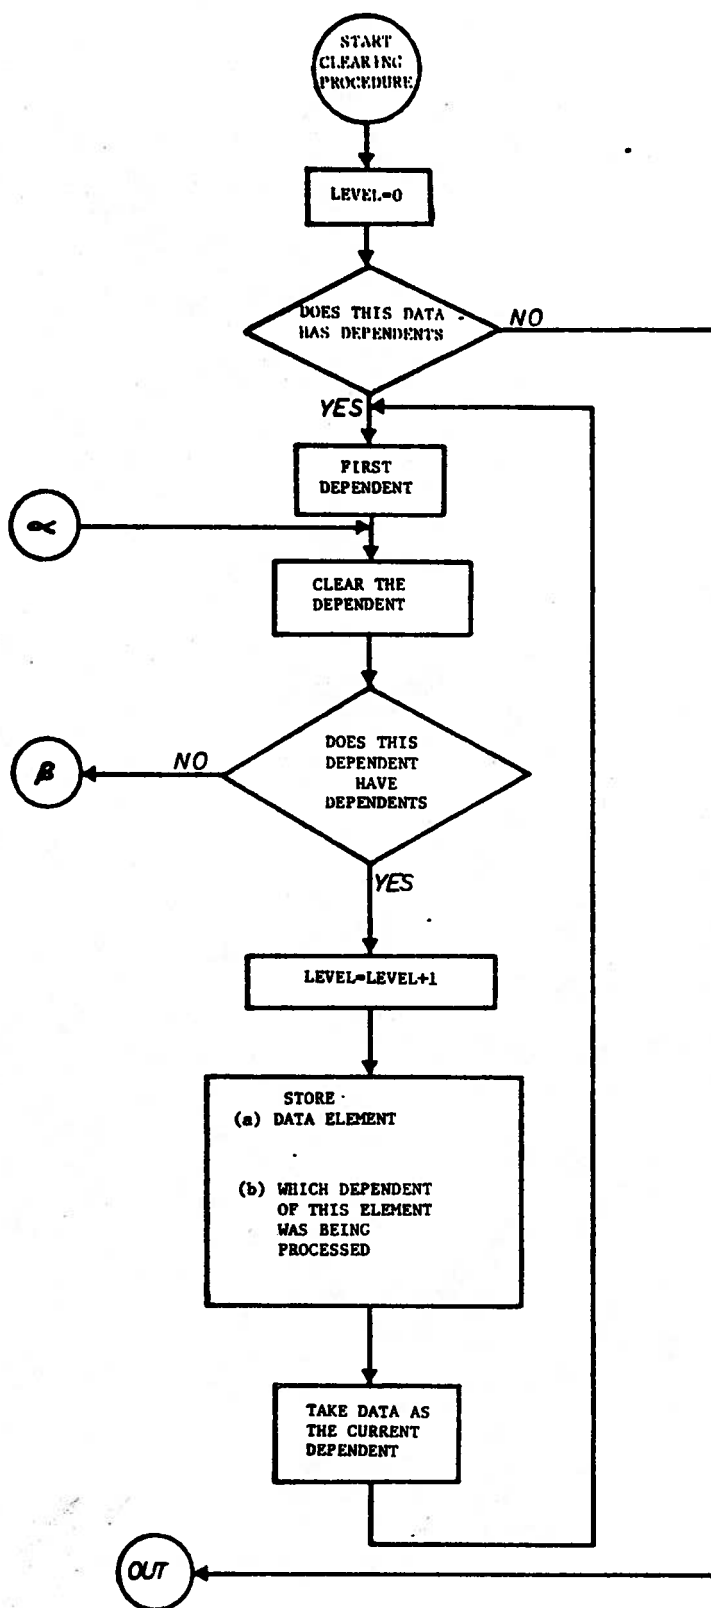 START
CLEARING
PROCEDURE
LEVEL=0
DOES THIS DATA
HAS DEPENDENTS
NO
YES
FIRST
DEPENDENT
∝
CLEAR THE
DEPENDENT
DOES THIS
DEPENDENT
HAVE
DEPENDENTS
NO
β
YES
LEVEL=LEVEL+1
STORE
(a) DATA ELEMENT
(b) WHICH DEPENDENT
OF THIS ELEMENT
WAS BEING
PROCESSED
TAKE DATA AS
THE CURRENT
DEPENDENT
OUT